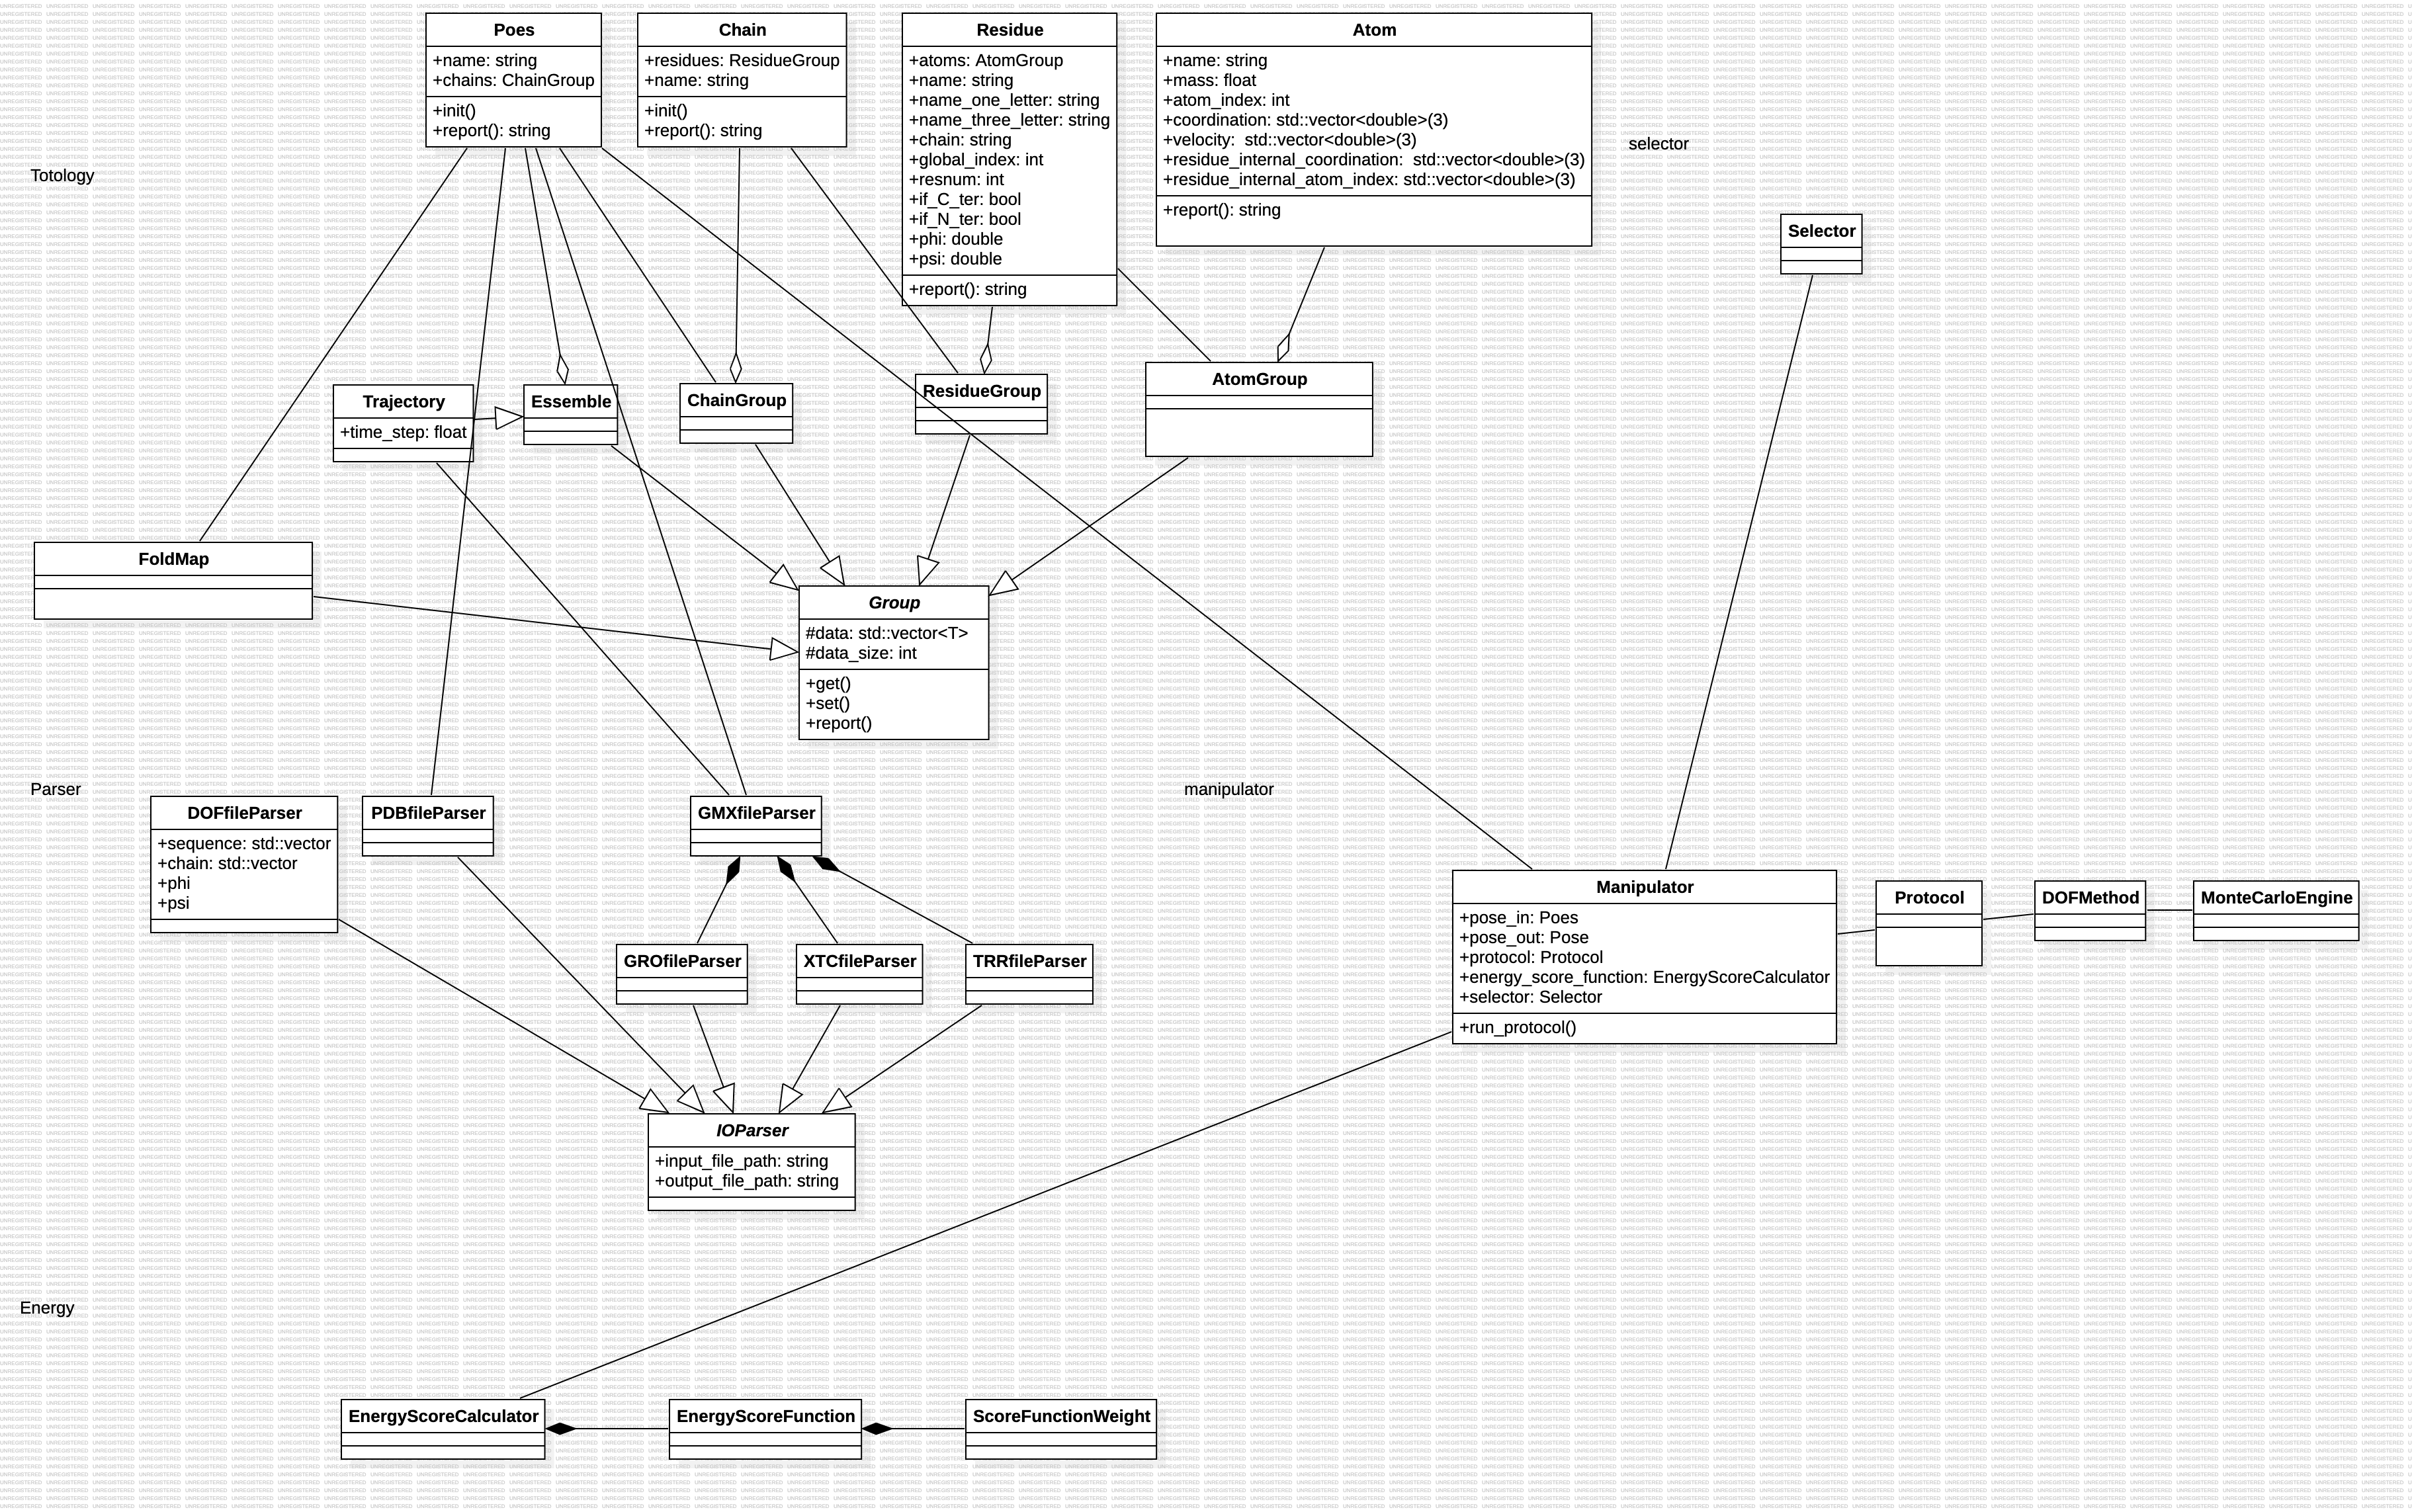 Poes
+name: string
+chains: ChainGroup
+init()
+report(): string
Chain
+residues: ResidueGroup
+name: string
+init()
+report(): string
Residue
+atoms: AtomGroup
+name: string
+name_one_letter: string
+name_three_letter: string
+chain: string
+global_index: int
+resnum: int
+if_C_ter: bool
+if_N_ter: bool
+phi: double
+psi: double
+report(): string
Atom
+name: string
+mass: float
+atom_index: int
+coordination: std::vector<double>(3)
+velocity:  std::vector<double>(3)
+residue_internal_coordination:  std::vector<double>(3)
+residue_internal_atom_index: std::vector<double>(3)
+report(): string
selector
Totology
Selector
Trajectory
+time_step: float
Essemble
ChainGroup
ResidueGroup
AtomGroup
FoldMap
Group
#data: std::vector<T>
#data_size: int
+get()
+set()
+report()
Parser
manipulator
DOFfileParser
+sequence: std::vector
+chain: std::vector
+phi
+psi
PDBfileParser
GMXfileParser
GROfileParser
XTCfileParser
TRRfileParser
Manipulator
+pose_in: Poes
+pose_out: Pose
+protocol: Protocol
+energy_score_function: EnergyScoreCalculator
+selector: Selector
+run_protocol()
Protocol
DOFMethod
MonteCarloEngine
IOParser
+input_file_path: string
+output_file_path: string
Energy
EnergyScoreCalculator
EnergyScoreFunction
ScoreFunctionWeight